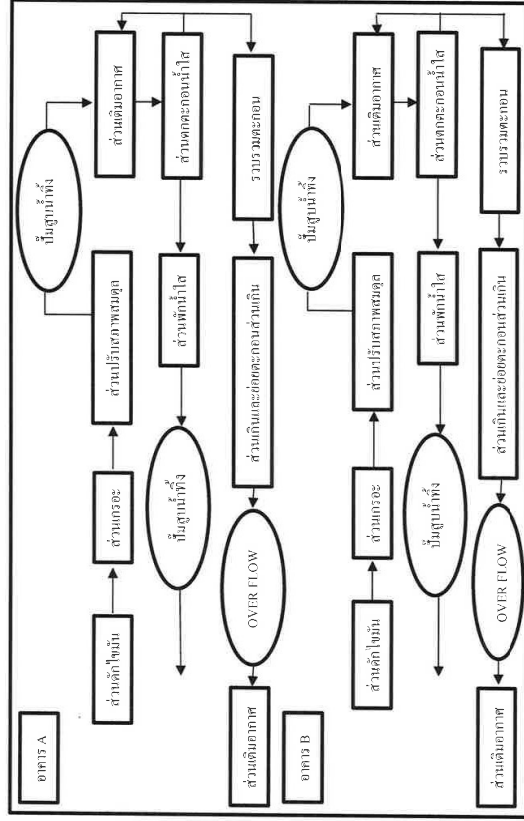 อาคาร A
ส่วนดักไขมัน
ส่วนเกรอะ
ส่วนปรับสภาพสมดุล
ปั๊มสูบน้ำทิ้ง
ส่วนเติมอากาศ
ส่วนตกตะกอนน้ำใส
ส่วนพักน้ำใส
ปั๊มสูบน้ำทิ้ง
รวบรวมตะกอน
ส่วนเก็บและย่อยตะกอนส่วนเกิน
OVER FLOW
ส่วนเติมอากาศ
อาคาร B
ส่วนดักไขมัน
ส่วนเกรอะ
ส่วนปรับสภาพสมดุล
ปั๊มสูบน้ำทิ้ง
ส่วนเติมอากาศ
ส่วนตกตะกอนน้ำใส
ส่วนพักน้ำใส
ปั๊มสูบน้ำทิ้ง
รวบรวมตะกอน
ส่วนเก็บและย่อยตะกอนส่วนเกิน
OVER FLOW
ส่วนเติมอากาศ